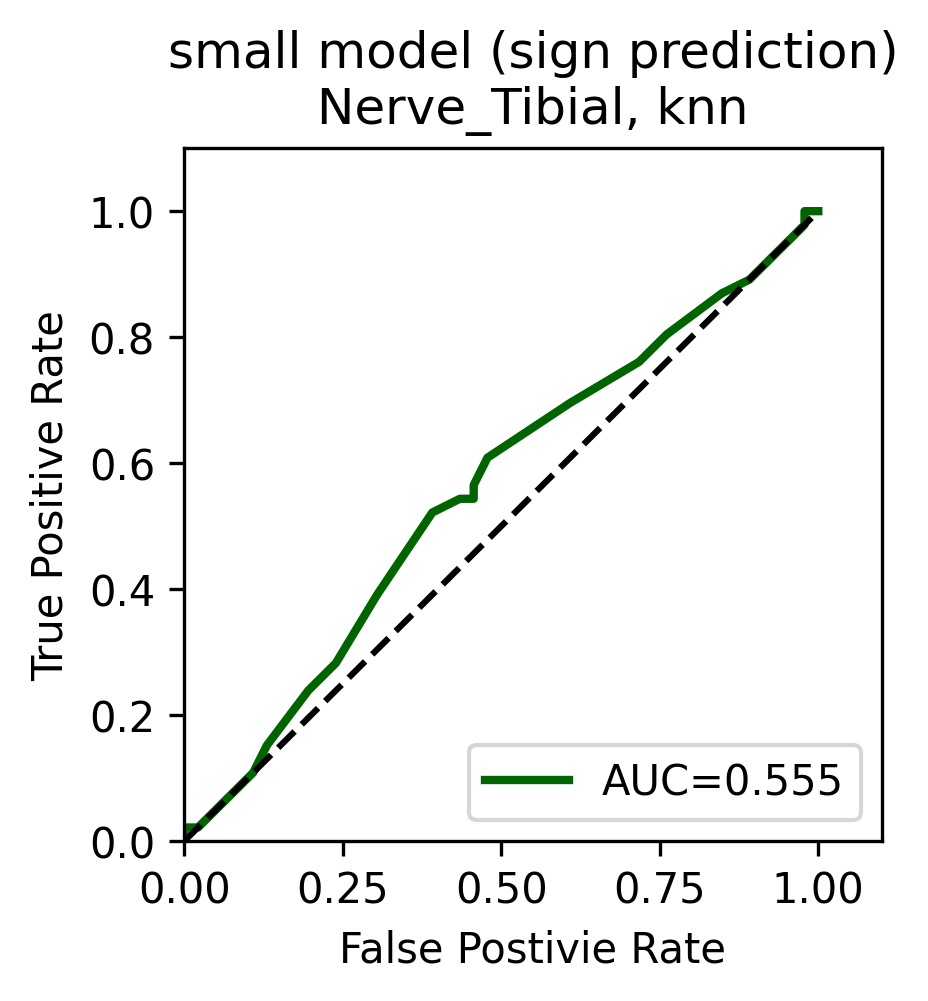 small model (sign prediction)
Nerve_Tibial, knn
True Positive Rate
1.0
0.8
0.6
0.4
0.2
0.0
AUC=0.555
0.00 0.25 0.50 0.75 1.00
False Postivie Rate